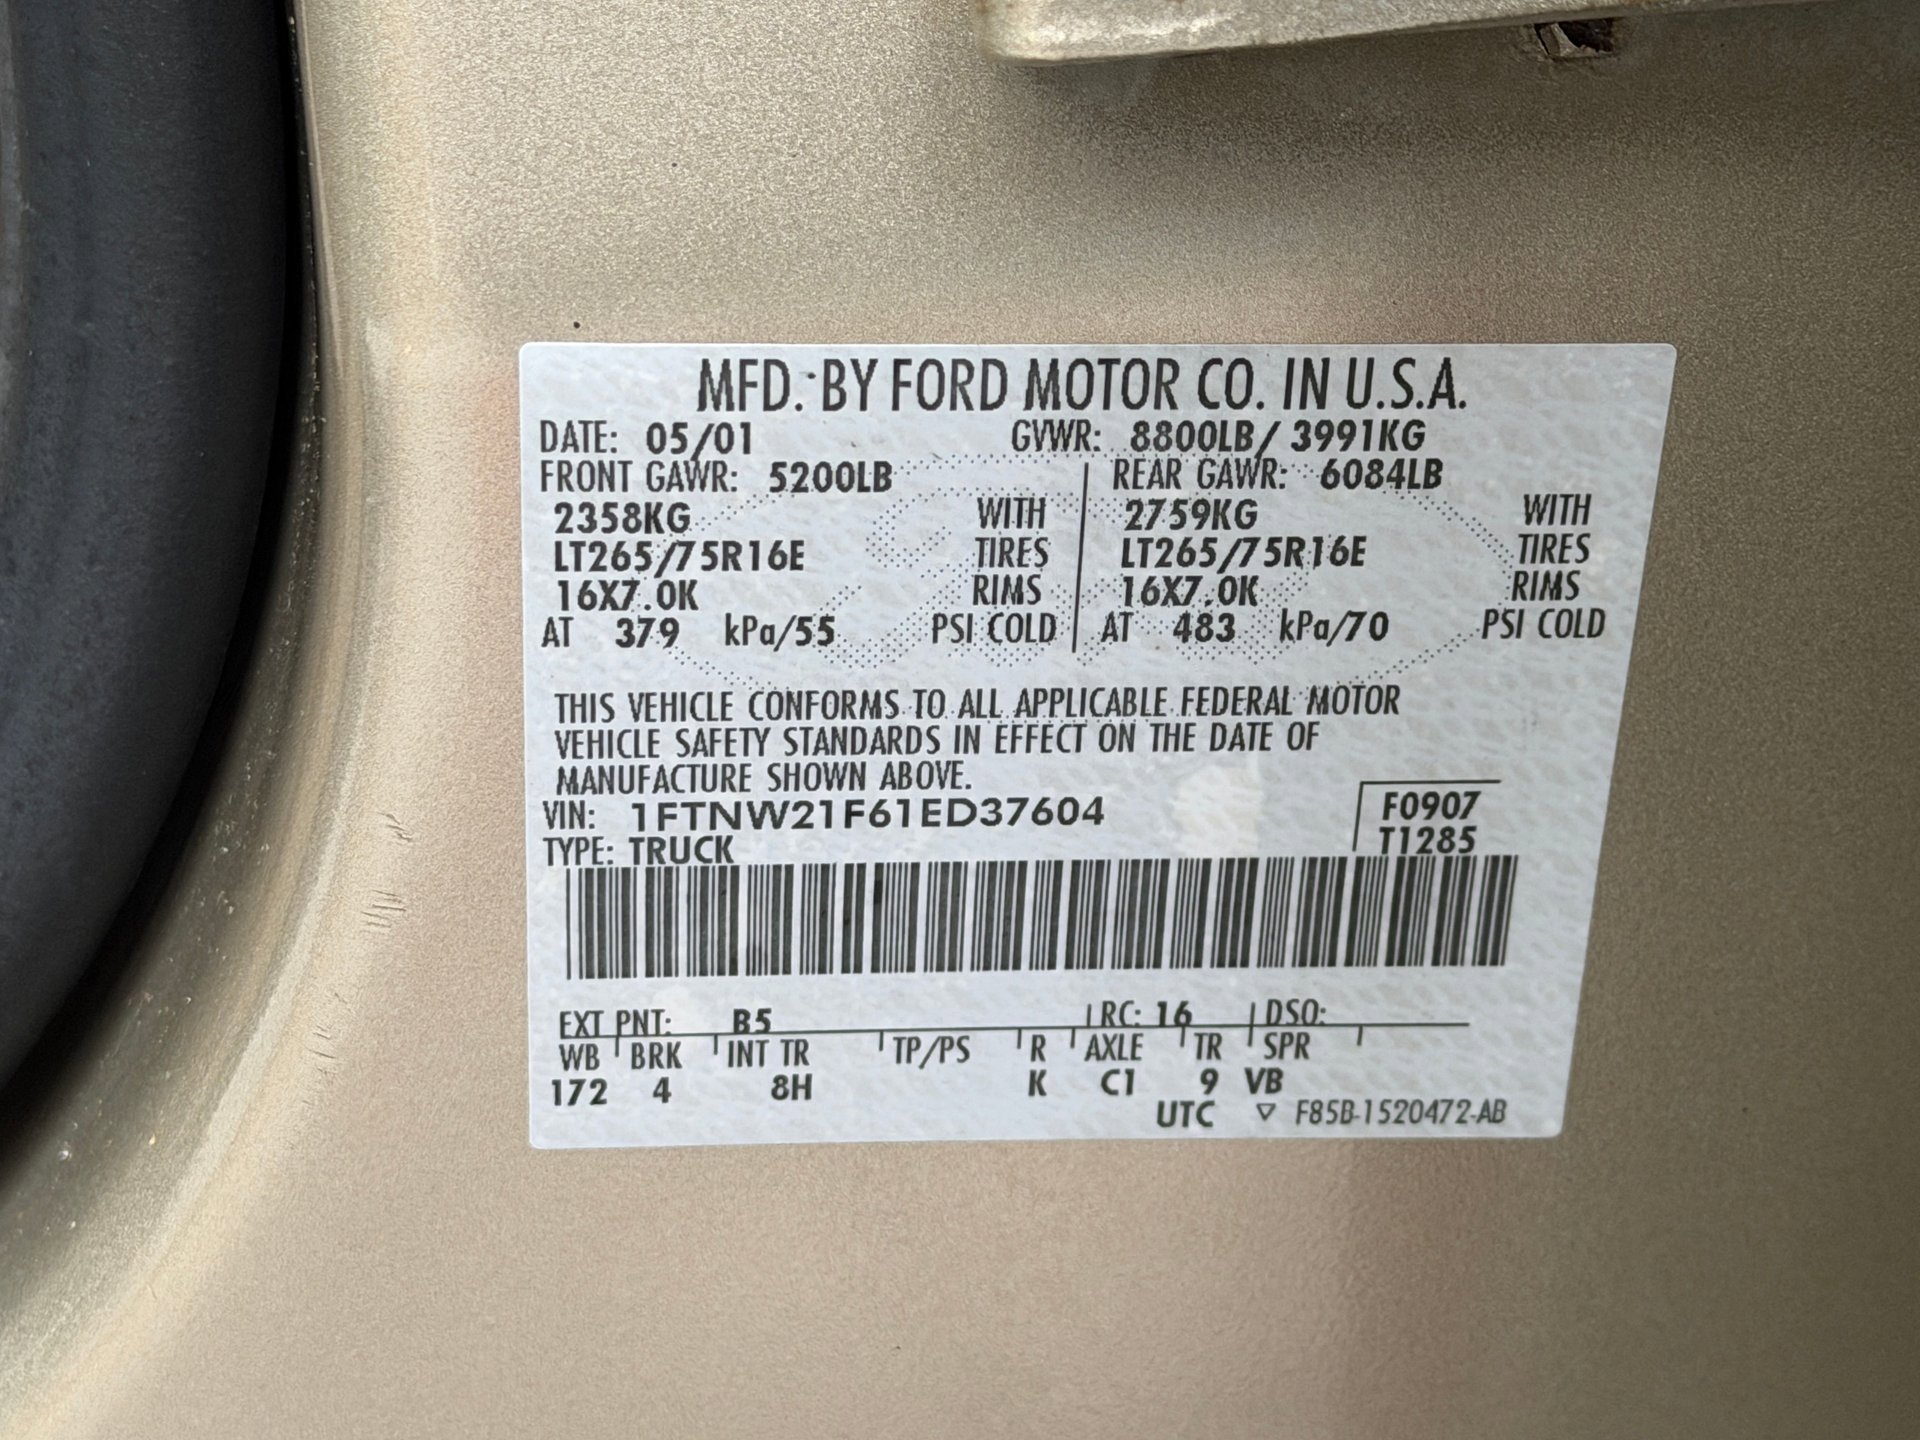 MFD. BY FORD MOTOR CO. IN U.S.A.
DATE: 05/01 GVWR: 8800LB/ 3991KG
FRONT GAWR: 5200LB REAR GAWR: 6084LB
2358KG WITH 2759KG WITH
LT265/75R16E TIRES LT265/75R16E TIRES
16X7.0K RIMS 16X7.0K RIMS
AT 379 kPa/55 PSI COLD AT 483 kPa/70 PSI COLD
THIS VEHICLE CONFORMS TO ALL APPLICABLE FEDERAL MOTOR
VEHICLE SAFETY STANDARDS IN EFFECT ON THE DATE OF
MANUFACTURE SHOWN ABOVE.
VIN: 1FTNW21F61ED37604 F0907
TYPE: TRUCK T1285
EXT PNT: B5 RC: 16 DSO:
WB BRK INT TR TP/PS R AXLE TR SPR
172 4 8H K C1 9 VB
UTC ▽ F85B-1520472-AB